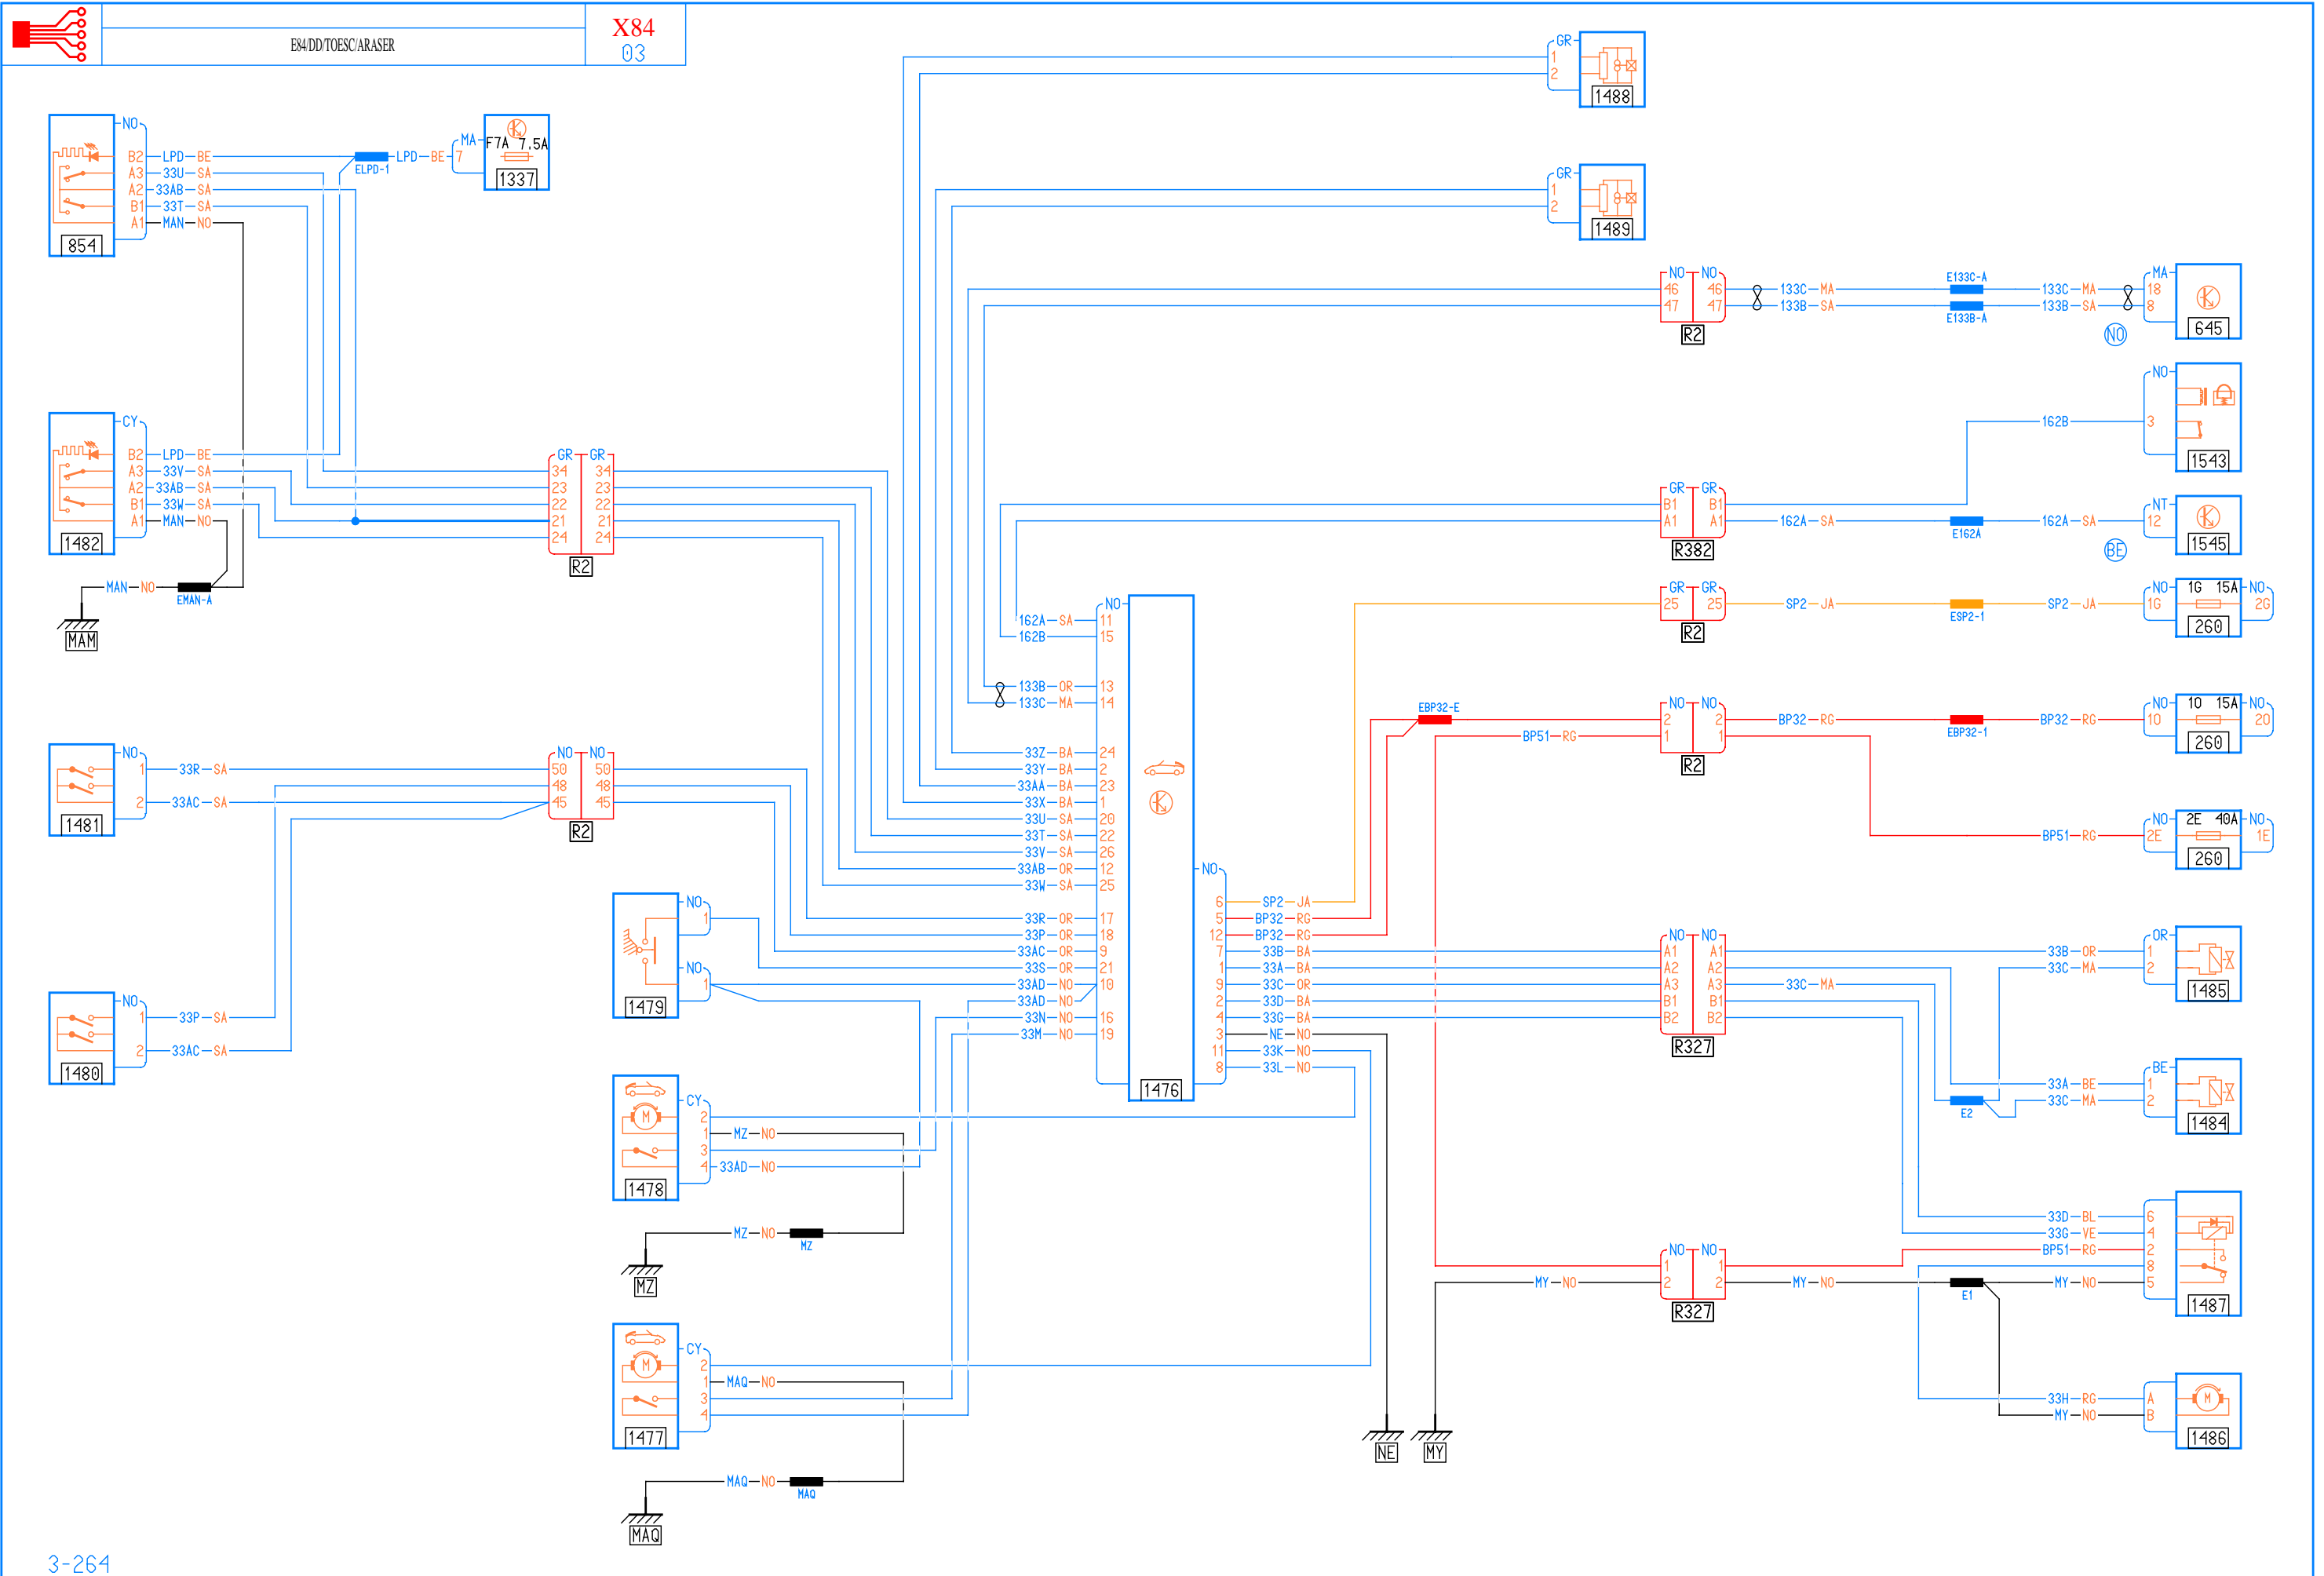 E84/DD/TOESC/ARASER
X84
03
NO
B2 LPD BE
A3 33U SA
A2 33AB SA
B1 33T SA
A1 MAN NO
854
ELPD-1
LPD BE 7
MA
F7A 7,5A
1337
CY
B2 LPD BE
A3 33V SA
A2 33AB SA
B1 33W SA
A1 MAN NO
1482
MAN NO
EMAN-A
MAM
GR GR
34 34
23 23
22 22
21 21
24 24
R2
NO
1 33R SA
2 33AC SA
1481
NO NO
50 50
48 48
45 45
R2
NO
1 33P SA
2 33AC SA
1480
NO
1
NO
1
1479
CY
2
1 MZ NO
3
4 33AD NO
1478
MZ NO
MZ
MZ
CY
2
1 MAQ NO
3
4
1477
MAQ NO
MAQ
MAQ
NO
162A SA 11
162B 15
133B OR 13
133C MA 14
33Z BA 24
33Y BA 2
33AA BA 23
33X BA 1
33U SA 20
33T SA 22
33V SA 26
33AB OR 12
33W SA 25
33R OR 17
33P OR 18
33AC OR 9
33S OR 21
33AD NO 10
33AD NO
33N NO 16
33M NO 19
1476
NO
6 SP2 JA
5 BP32 RG
12 BP32 RG
7 33B BA
1 33A BA
9 33C OR
2 33D BA
4 33G BA
3 NE NO
11 33K NO
8 33L NO
NE
MY
GR
1
2
1488
GR
1
2
1489
NO NO
46 46 133C MA
47 47 133B SA
R2
E133C-A
E133B-A
133C MA 18
133B SA 8
MA
NO
645
NO
162B 3
1543
GR GR
B1 B1
A1 A1 162A SA
R382
E162A
162A SA 12
NT
BE
1545
GR GR
25 25 SP2 JA
R2
ESP2-1
SP2 JA 1G
NO 1G 15A NO
2G
260
EBP32-E
BP51 RG
NO NO
2 2 BP32 RG
1 1
R2
EBP32-1
BP32 RG 1O
NO 1O 15A NO
2O
260
BP51 RG 2E
NO 2E 40A NO
1E
260
NO NO
A1 A1
A2 A2
A3 A3 33C MA
B1 B1
B2 B2
R327
OR
33B OR 1
33C MA 2
1485
BE
33A BE 1
33C MA 2
E2
1484
33D BL 6
33G VE 4
BP51 RG 2
8
MY NO 5
1487
NO NO
1 1
MY NO 2 2 MY NO
R327
E1
33H RG A
MY NO B
1486
3-264